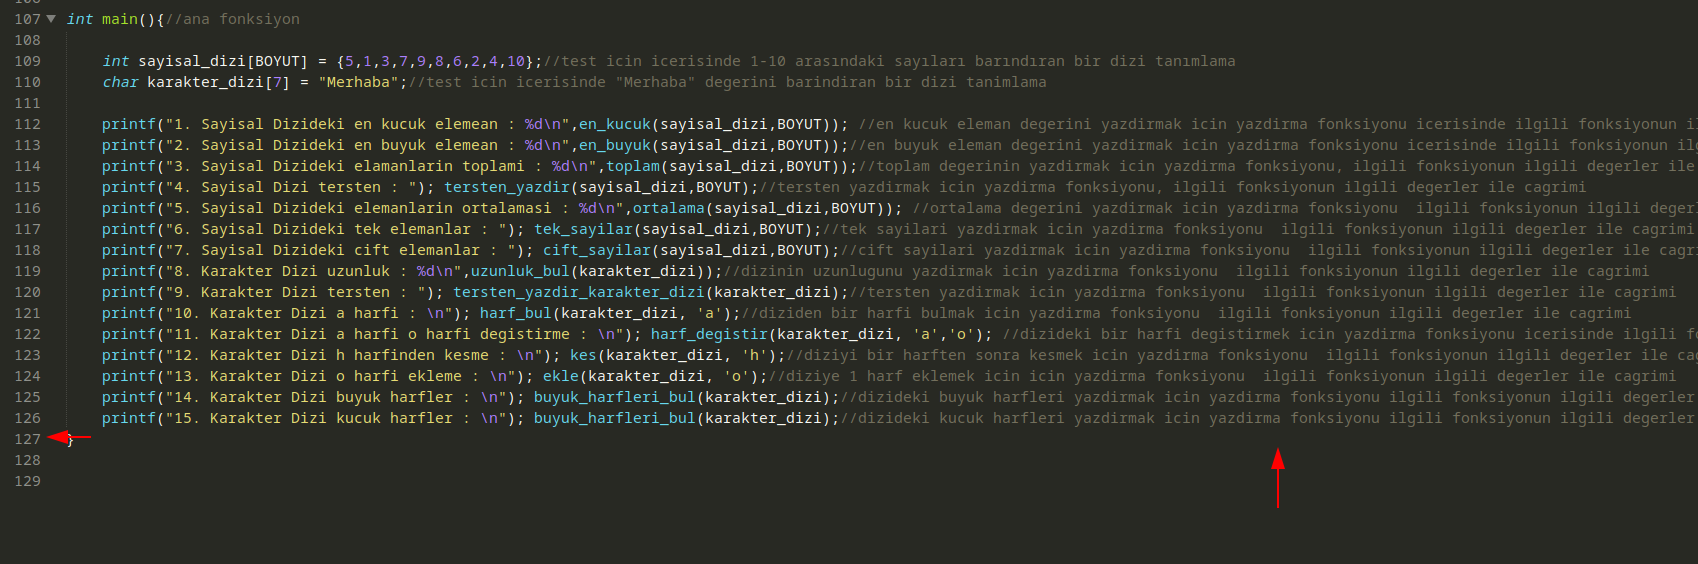 107 int main(){//ana fonksiyon
108
109 int sayisal_dizi[BOYUT] = {5,1,3,7,9,8,6,2,4,10};//test icin icerisinde 1-10 arasındaki sayıları barındıran bir dizi tanımlama
110 char karakter_dizi[7] = "Merhaba";//test icin icerisinde "Merhaba" degerini barindiran bir dizi tanimlama
111
112 printf("1. Sayisal Dizideki en kucuk elemean : %d\n",en_kucuk(sayisal_dizi,BOYUT)); //en kucuk eleman degerini yazdirmak icin yazdirma fonksiyonu icerisinde ilgili fonksiyonun
113 printf("2. Sayisal Dizideki en buyuk elemean : %d\n",en_buyuk(sayisal_dizi,BOYUT));//en buyuk eleman degerini yazdirmak icin yazdirma fonksiyonu icerisinde ilgili fonksiyonun
114 printf("3. Sayisal Dizideki elamanlarin toplami : %d\n",toplam(sayisal_dizi,BOYUT));//toplam degerinin yazdirmak icin yazdirma fonksiyonu, ilgili fonksiyonun ilgili degerler ile
115 printf("4. Sayisal Dizi tersten : "); tersten_yazdir(sayisal_dizi,BOYUT);//tersten yazdirmak icin yazdirma fonksiyonu, ilgili fonksiyonun ilgili degerler ile cagrimi
116 printf("5. Sayisal Dizideki elemanlarin ortalamasi : %d\n",ortalama(sayisal_dizi,BOYUT)); //ortalama degerini yazdirmak icin yazdirma fonksiyonu  ilgili fonksiyonun ilgili
117 printf("6. Sayisal Dizideki tek elemanlar : "); tek_sayilar(sayisal_dizi,BOYUT);//tek sayilari yazdirmak icin yazdirma fonksiyonu  ilgili fonksiyonun ilgili degerler ile cagrimi
118 printf("7. Sayisal Dizideki cift elemanlar : "); cift_sayilar(sayisal_dizi,BOYUT);//cift sayilari yazdirmak icin yazdirma fonksiyonu  ilgili fonksiyonun ilgili degerler ile
119 printf("8. Karakter Dizi uzunluk : %d\n",uzunluk_bul(karakter_dizi));//dizinin uzunlugunu yazdirmak icin yazdirma fonksiyonu  ilgili fonksiyonun ilgili degerler ile cagrimi
120 printf("9. Karakter Dizi tersten : "); tersten_yazdir_karakter_dizi(karakter_dizi);//tersten yazdirmak icin yazdirma fonksiyonu  ilgili fonksiyonun ilgili degerler ile cagrimi
121 printf("10. Karakter Dizi a harfi : \n"); harf_bul(karakter_dizi, 'a');//diziden bir harfi bulmak icin yazdirma fonksiyonu  ilgili fonksiyonun ilgili degerler ile cagrimi
122 printf("11. Karakter Dizi a harfi o harfi degistirme : \n"); harf_degistir(karakter_dizi, 'a','o'); //dizideki bir harfi degistirmek icin yazdirma fonksiyonu icerisinde ilgili
123 printf("12. Karakter Dizi h harfinden kesme : \n"); kes(karakter_dizi, 'h');//diziyi bir harften sonra kesmek icin yazdirma fonksiyonu  ilgili fonksiyonun ilgili degerler ile
124 printf("13. Karakter Dizi o harfi ekleme : \n"); ekle(karakter_dizi, 'o');//diziye 1 harf eklemek icin icin yazdirma fonksiyonu  ilgili fonksiyonun ilgili degerler ile cagrimi
125 printf("14. Karakter Dizi buyuk harfler : \n"); buyuk_harfleri_bul(karakter_dizi);//dizideki buyuk harfleri yazdirmak icin yazdirma fonksiyonu ilgili fonksiyonun ilgili degerler
126 printf("15. Karakter Dizi kucuk harfler : \n"); buyuk_harfleri_bul(karakter_dizi);//dizideki kucuk harfleri yazdirmak icin yazdirma fonksiyonu ilgili fonksiyonun ilgili degerler
127 }
128
129